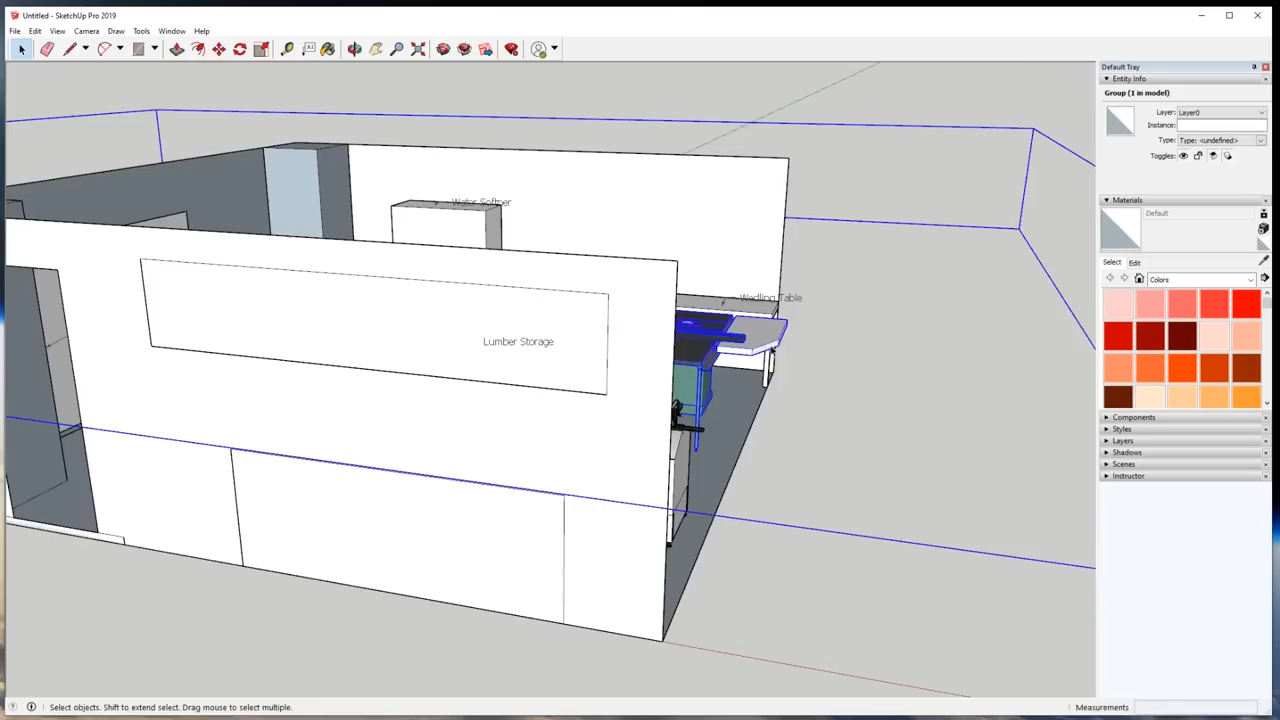 Untitled - SketchUp Pro 2019
File Edit View Camera Draw Tools Window Help
Default Tray
Entity Info
Group (1 in model)
Layer: Layer0
Instance:
Type: Type: <undefined>
Toggles:
Materials
Default
Select Edit
Colors
Components
Styles
Layers
Shadows
Scenes
Instructor
Water Softner
Wedling Table
Lumber Storage
Select objects. Shift to extend select. Drag mouse to select multiple.
Measurements